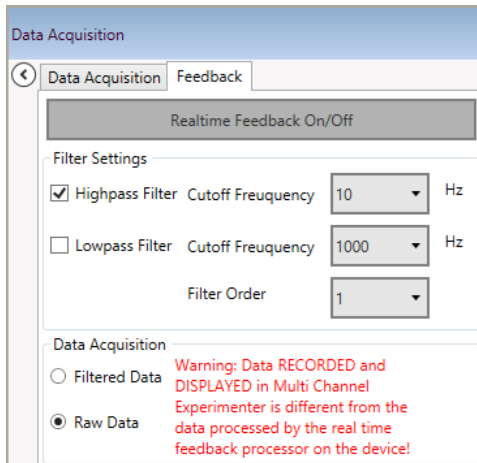 Data Acquisition
Data Acquisition Feedback
Realtime Feedback On/Off
Filter Settings
Highpass Filter Cutoff Freuquency 10 Hz
Lowpass Filter Cutoff Freuquency 1000 Hz
Filter Order 1
Data Acquisition
Filtered Data
Raw Data
Warning: Data RECORDED and
DISPLAYED in Multi Channel
Experimenter is different from the
data processed by the real time
feedback processor on the device!